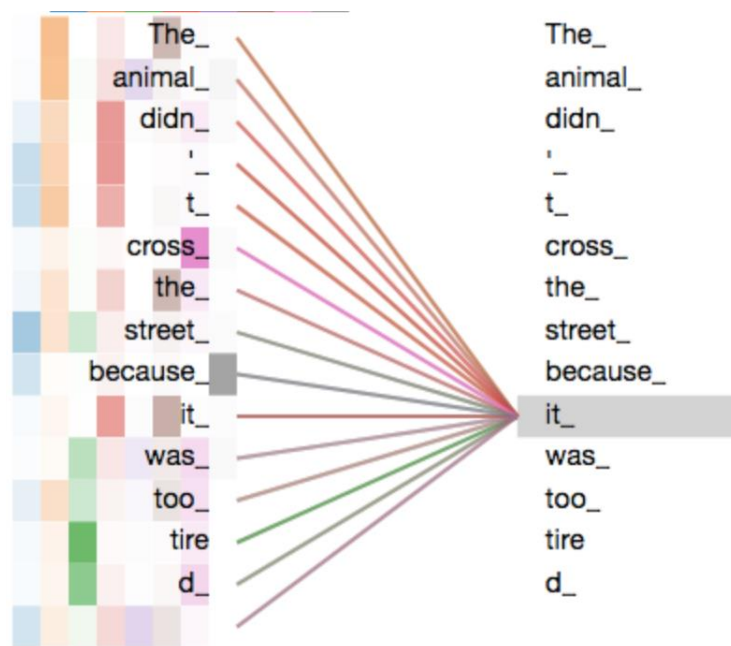 The_ The_
animal_ animal_
didn_ didn_
'_ '_
t_ t_
cross_ cross_
the_ the_
street_ street_
because_ because_
it_ it_
was_ was_
too_ too_
tire tire
d_ d_